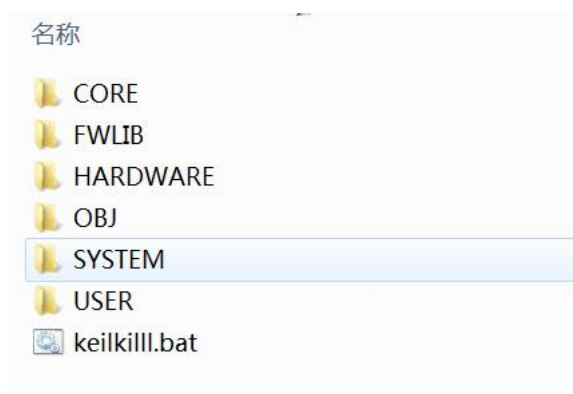 名称
CORE
FWLIB
HARDWARE
OBJ
SYSTEM
USER
keilkilll.bat